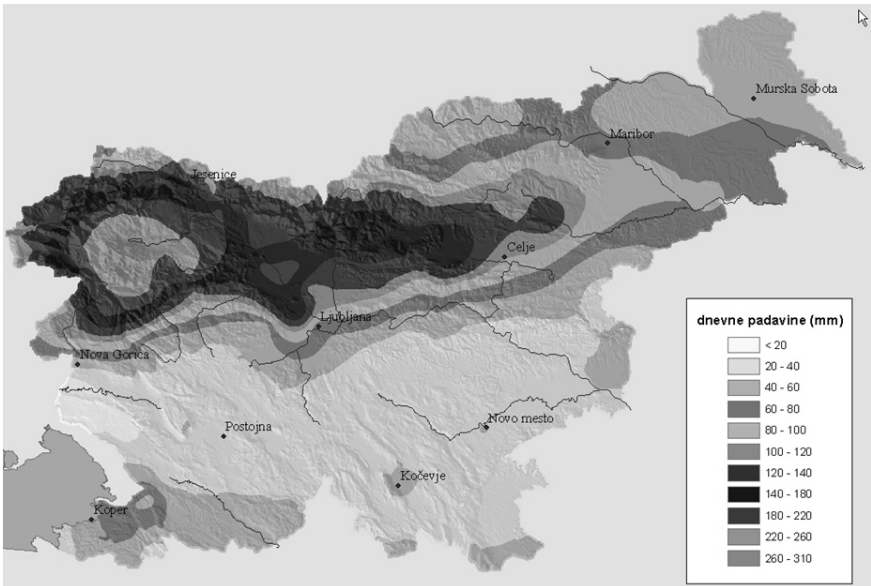 Murska Sobota
Maribor
Jesenice
Celje
Ljubljana
Nova Gorica
Postojna
Novo mesto
Kočevje
Koper
dnevne padavine (mm)
< 20
20 - 40
40 - 60
60 - 80
80 - 100
100 - 120
120 - 140
140 - 180
180 - 220
220 - 260
260 - 310